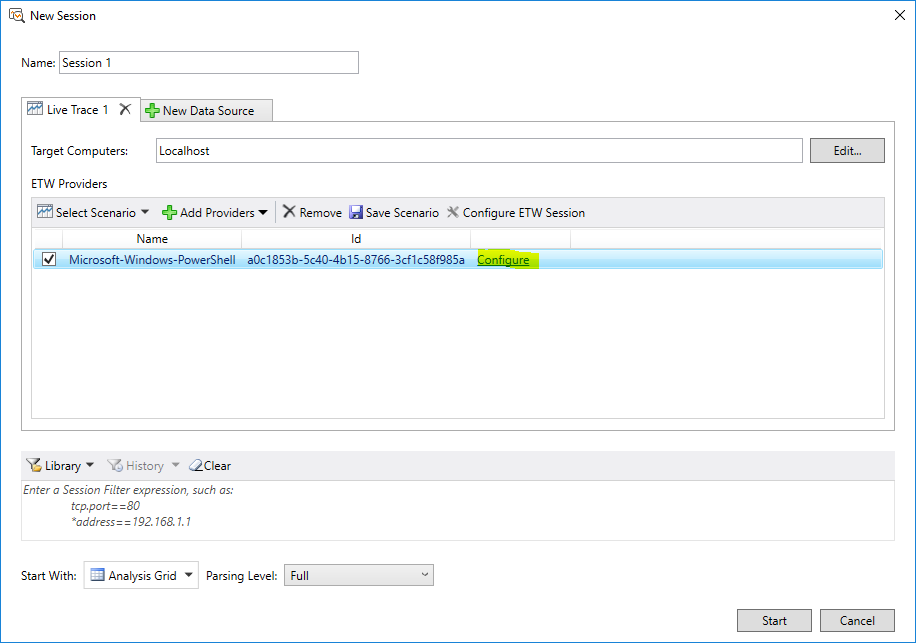 New Session
Name: Session 1
Live Trace 1 New Data Source
Target Computers: Localhost Edit...
ETW Providers
Select Scenario Add Providers Remove Save Scenario Configure ETW Session
Name Id
Microsoft-Windows-PowerShell a0c1853b-5c40-4b15-8766-3cf1c58f985a Configure
Library History Clear
Enter a Session Filter expression, such as:
tcp.port==80
*address==192.168.1.1
Start With: Analysis Grid Parsing Level: Full
Start Cancel